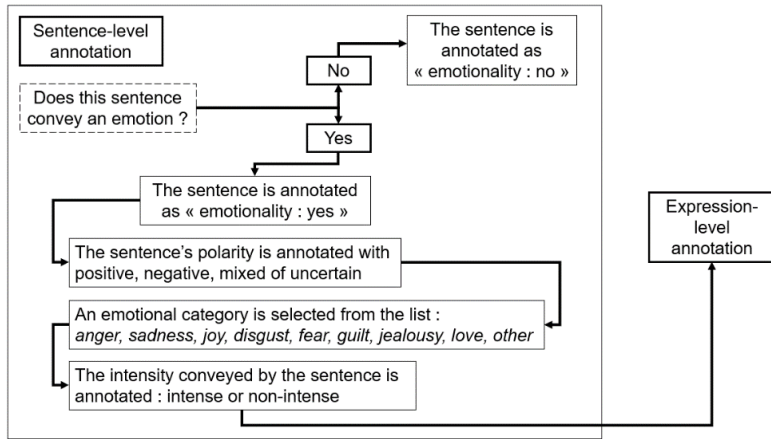 Sentence-level
annotation
The sentence is
annotated as
« emotionality : no »
No
Does this sentence
convey an emotion ?
Yes
The sentence is annotated
as « emotionality : yes »
Expression-
level
annotation
The sentence's polarity is annotated with
positive, negative, mixed of uncertain
An emotional category is selected from the list :
anger, sadness, joy, disgust, fear, guilt, jealousy, love, other
The intensity conveyed by the sentence is
annotated : intense or non-intense